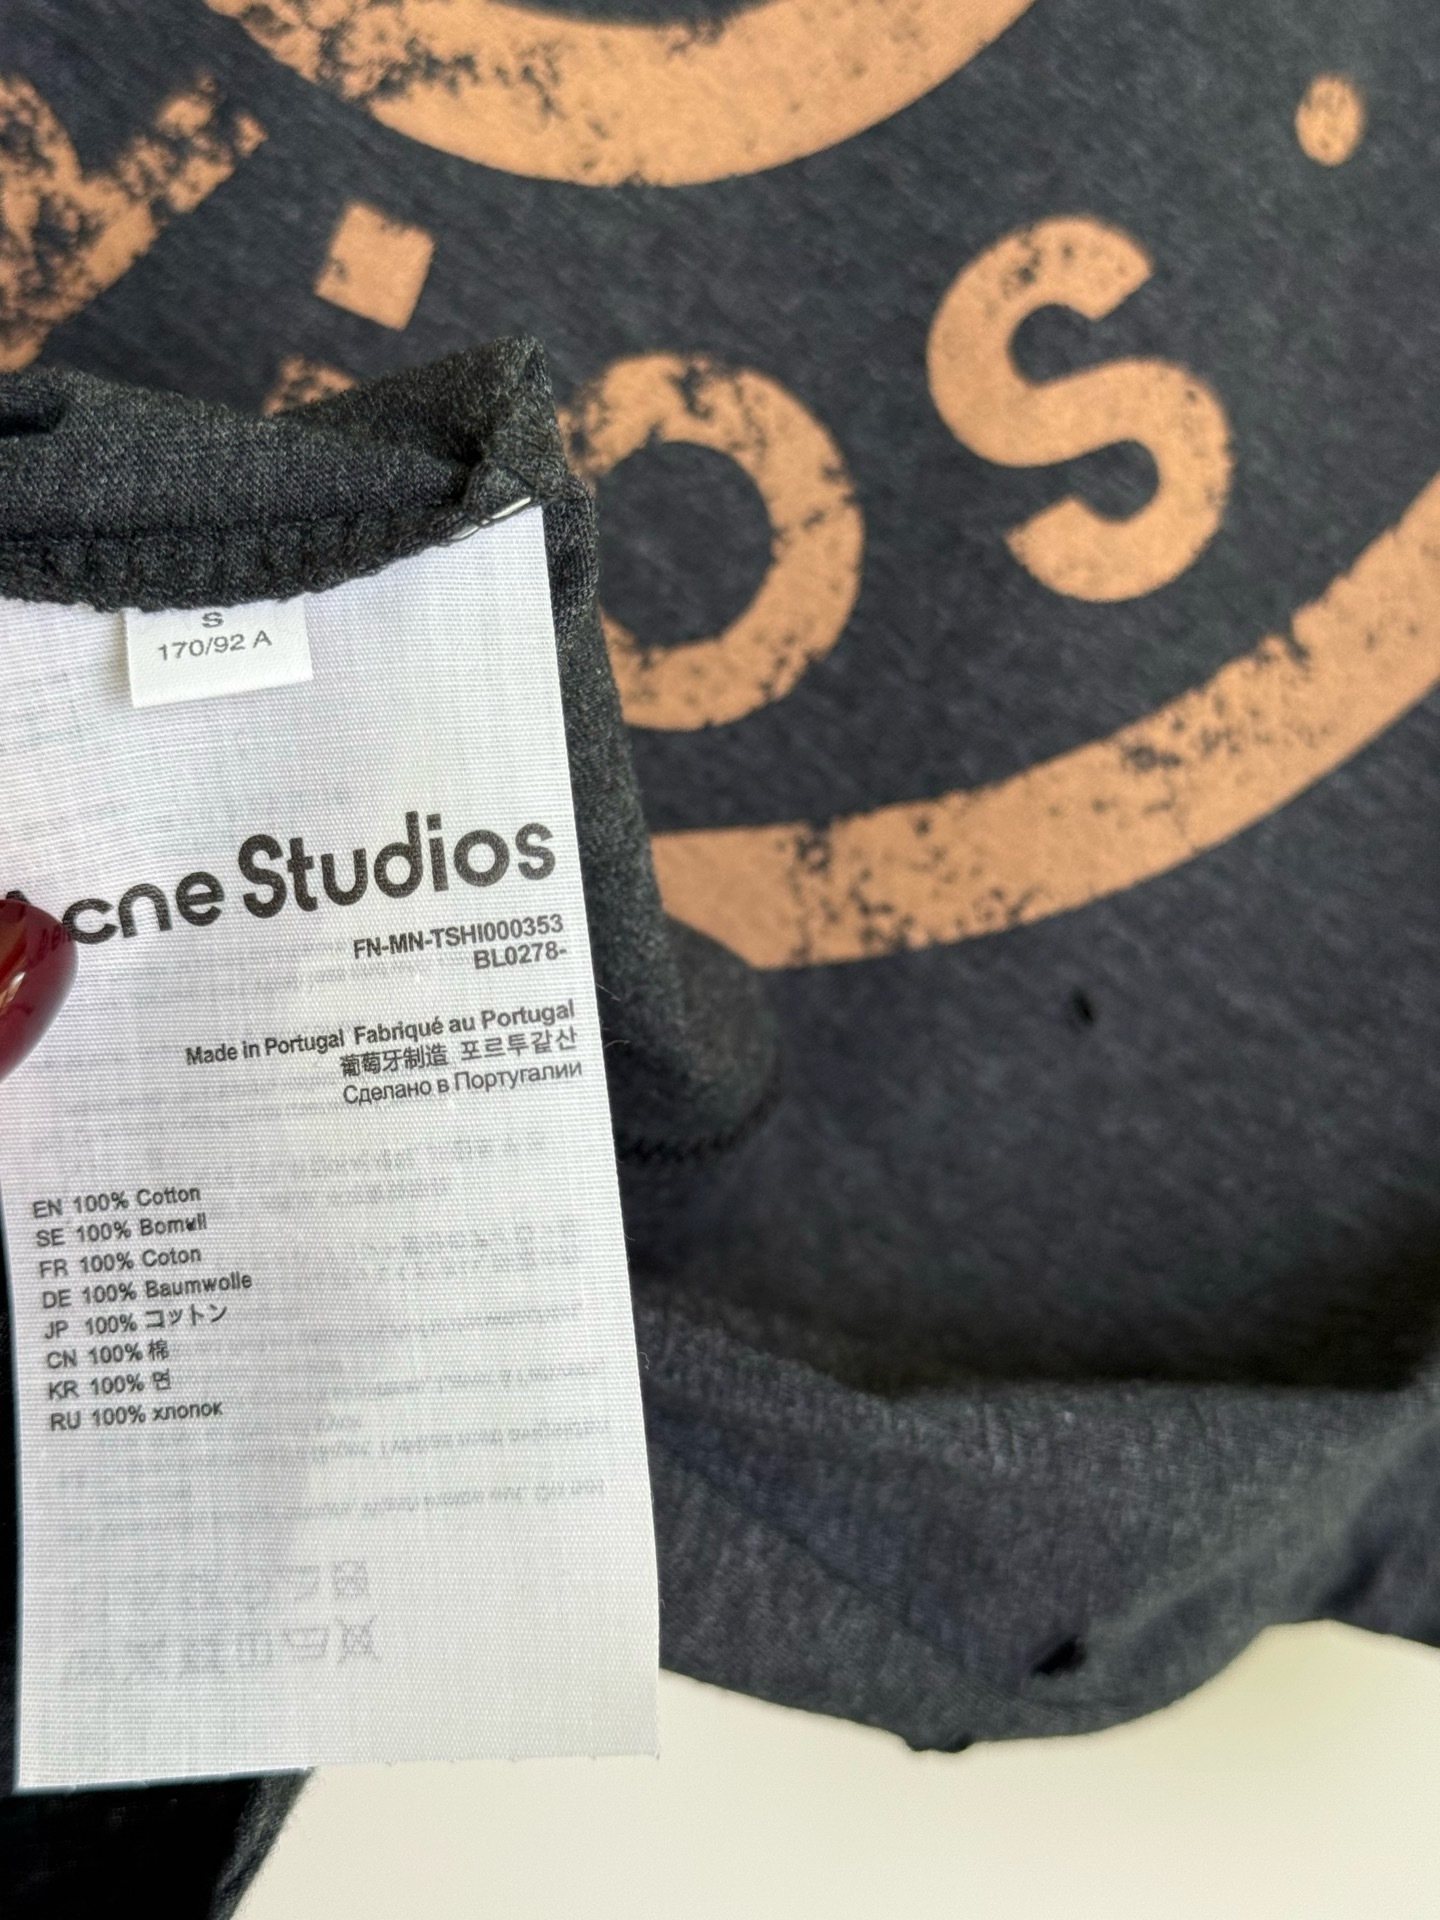 OS
S
170/92 A
cne Studios
FN-MN-TSHI000353
BL0278-
Made in Portugal Fabriqué au Portugal
葡萄牙制造 포르투갈산
Сделано в Португалии
EN 100% Cotton
SE 100% Bomull
FR 100% Coton
DE 100% Baumwolle
JP 100% コットン
CN 100% 棉
KR 100% 면
RU 100% хлопок